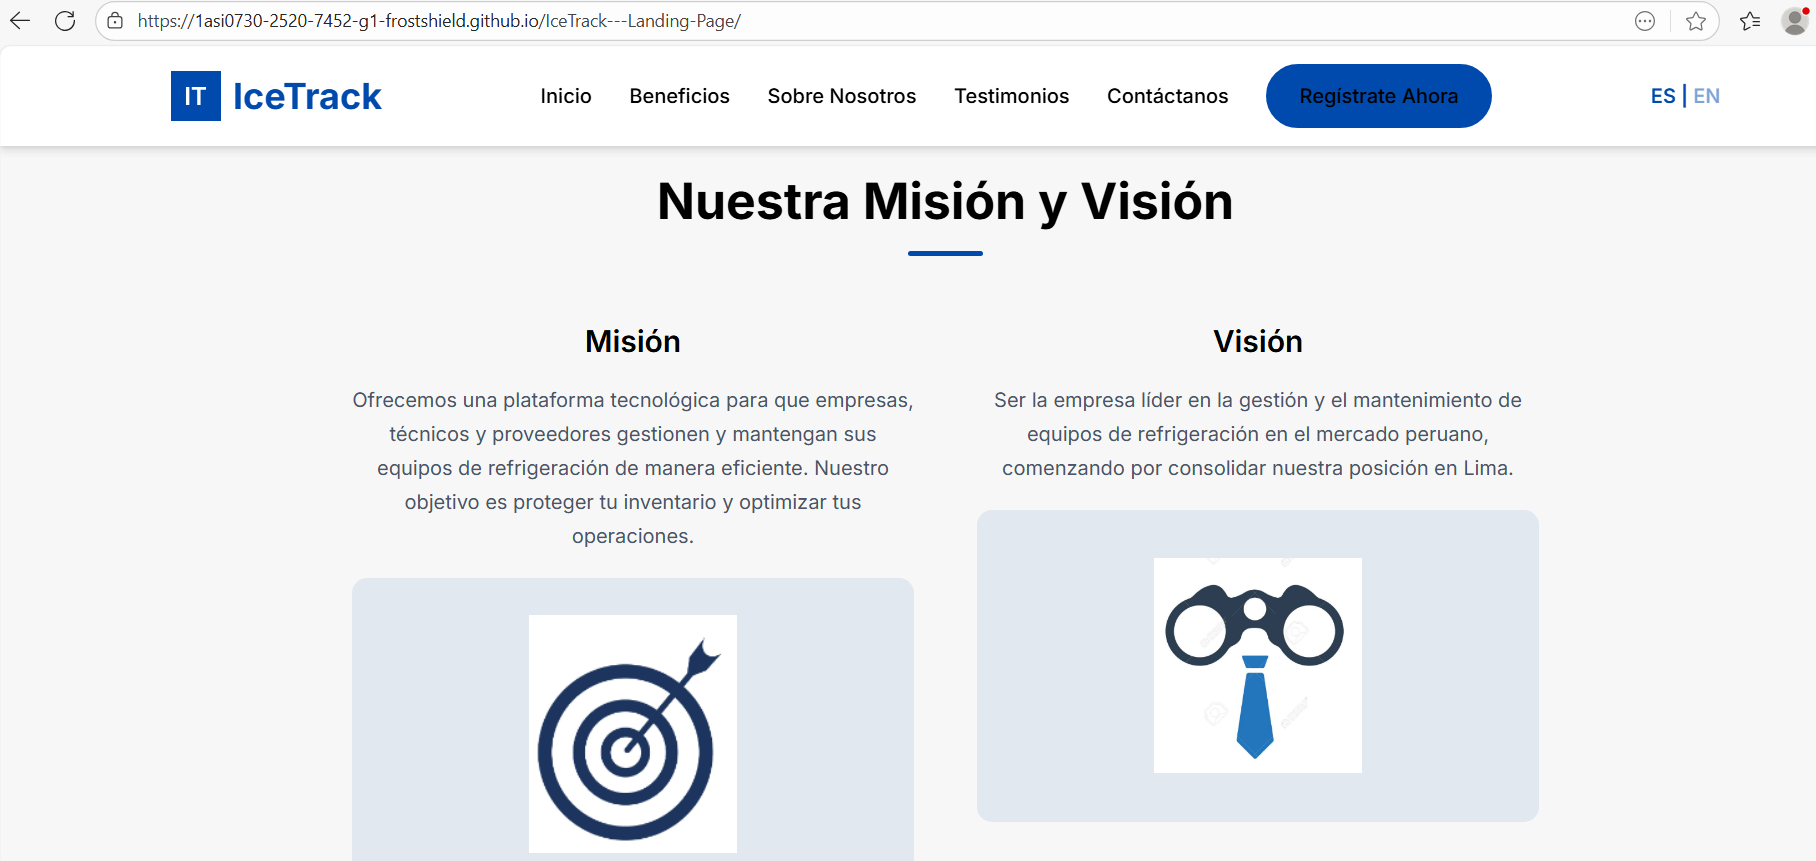 https://1asi0730-2520-7452-g1-frostshield.github.io/IceTrack---Landing-Page/
IT IceTrack
Inicio Beneficios Sobre Nosotros Testimonios Contáctanos Regístrate Ahora ES | EN
Nuestra Misión y Visión
Misión
Ofrecemos una plataforma tecnológica para que empresas,
técnicos y proveedores gestionen y mantengan sus
equipos de refrigeración de manera eficiente. Nuestro
objetivo es proteger tu inventario y optimizar tus
operaciones.
Visión
Ser la empresa líder en la gestión y el mantenimiento de
equipos de refrigeración en el mercado peruano,
comenzando por consolidar nuestra posición en Lima.